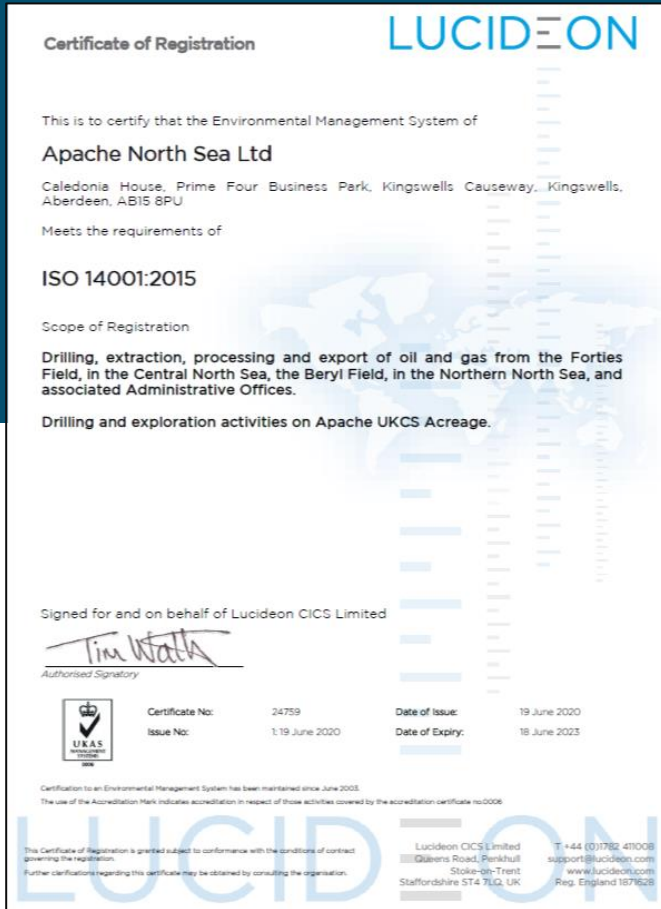 Certificate of Registration
LUCIDEON
This is to certify that the Environmental Management System of
Apache North Sea Ltd
Caledonia House, Prime Four Business Park, Kingswells Causeway, Kingswells,
Aberdeen, AB15 8PU
Meets the requirements of
ISO 14001:2015
Scope of Registration
Drilling, extraction, processing and export of oil and gas from the Forties
Field, in the Central North Sea, the Beryl Field, in the Northern North Sea, and
associated Administrative Offices.
Drilling and exploration activities on Apache UKCS Acreage.
Signed for and on behalf of Lucideon CICS Limited
Authorised Signatory
UKAS
MANAGEMENT
SYSTEMS
0006
Certificate No: 24759 Date of Issue: 19 June 2020
Issue No: 1: 19 June 2020 Date of Expiry: 18 June 2023
Certification to an Environmental Management System has been maintained since June 2003.
The use of the Accreditation Mark indicates accreditation in respect of those activities covered by the accreditation certificate no.0006
LUCIDEON
This Certificate of Registration is granted subject to conformance with the conditions of contract
governing the registration.
Further clarifications regarding this certificate may be obtained by consulting the organisation.
Lucideon CICS Limited T +44 (0)1782 411008
Queens Road, Penkhull support@lucideon.com
Stoke-on-Trent www.lucideon.com
Staffordshire ST4 7LQ, UK Reg. England 1871628